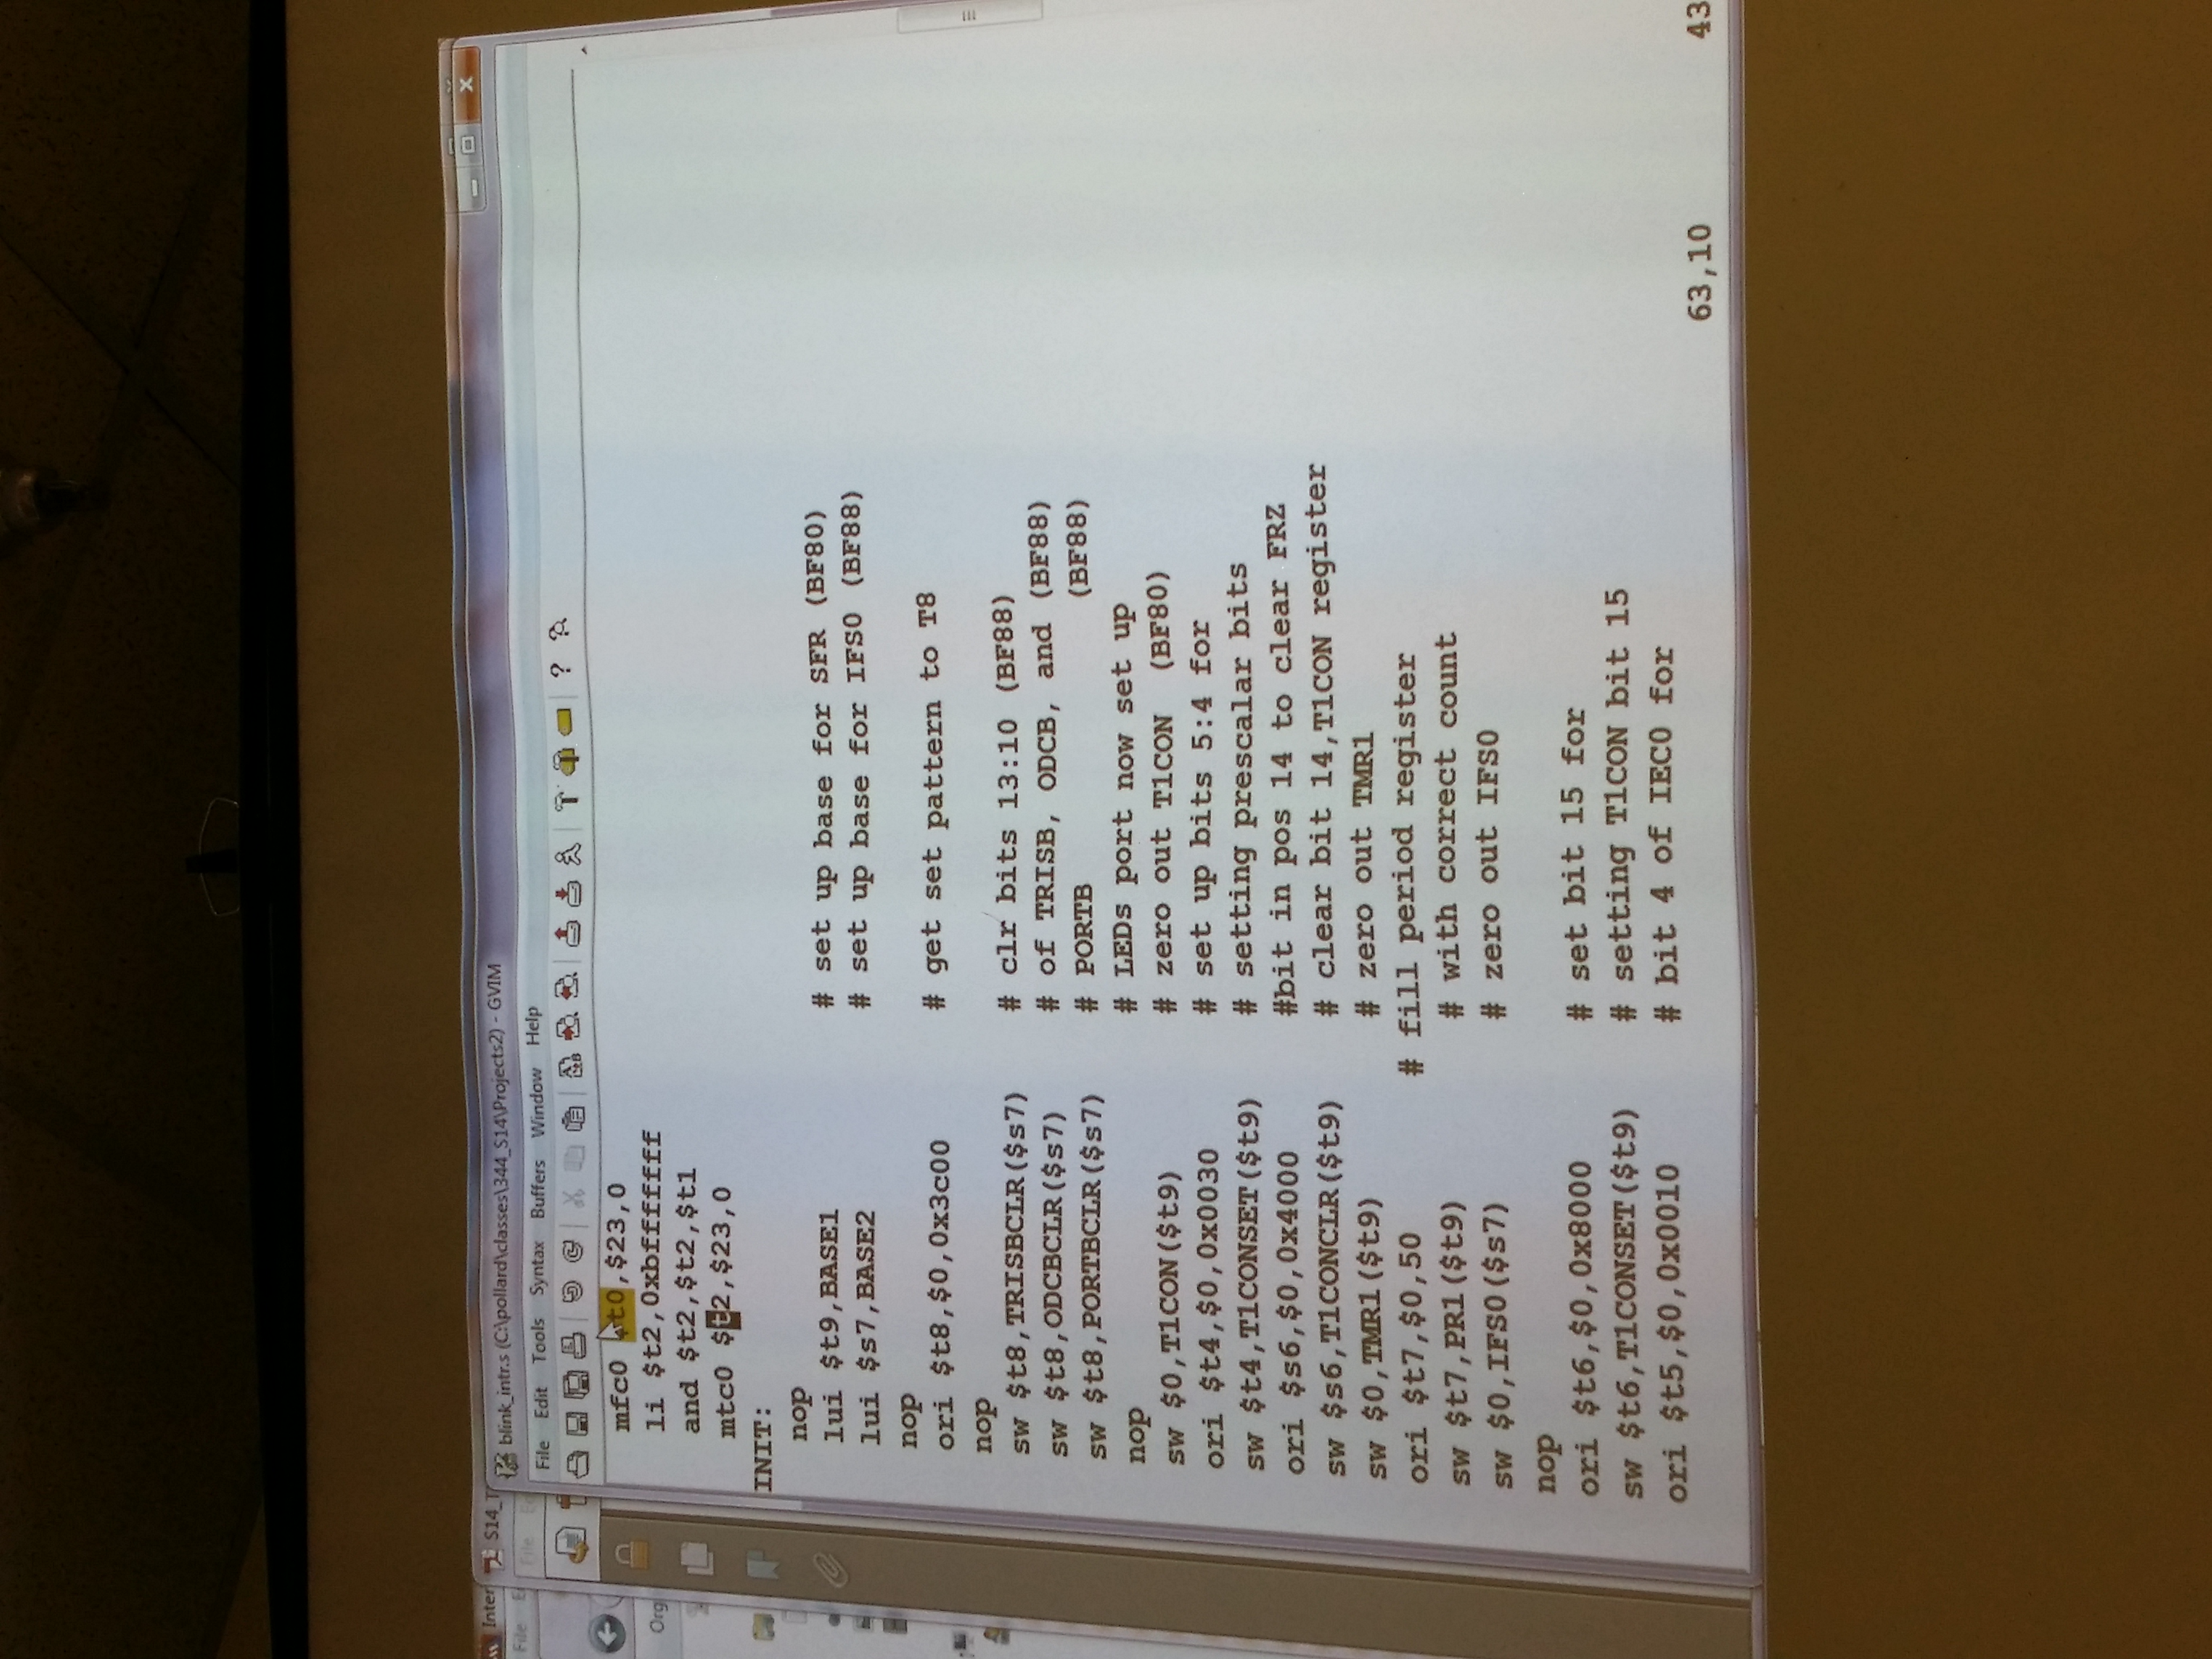 Inter
S14_T
blink_intr.s (C:\pollard\classes\344_S14\Projects2) - GVIM
File
File
File Edit Tools Syntax Buffers Window Help
Org
mfc0 $t0,$23,0
li $t2,0xbfffffff
and $t2,$t2,$t1
mtc0 $t2,$23,0
INIT:
nop
lui $t9,BASE1 # set up base for SFR (BF80)
lui $s7,BASE2 # set up base for IFS0 (BF88)
nop
ori $t8,$0,0x3c00 # get set pattern to T8
nop
sw $t8,TRISBCLR($s7) # clr bits 13:10 (BF88)
sw $t8,ODCBCLR($s7) # of TRISB, ODCB, and (BF88)
sw $t8,PORTBCLR($s7) # PORTB (BF88)
nop # LEDs port now set up
sw $0,T1CON($t9) # zero out T1CON (BF80)
ori $t4,$0,0x0030 # set up bits 5:4 for
sw $t4,T1CONSET($t9) # setting prescalar bits
ori $s6,$0,0x4000 #bit in pos 14 to clear FRZ
sw $s6,T1CONCLR($t9) # clear bit 14,T1CON register
sw $0,TMR1($t9) # zero out TMR1
ori $t7,$0,50 # fill period register
sw $t7,PR1($t9) # with correct count
sw $0,IFS0($s7) # zero out IFS0
nop
ori $t6,$0,0x8000 # set bit 15 for
sw $t6,T1CONSET($t9) # setting T1CON bit 15
ori $t5,$0,0x0010 # bit 4 of IEC0 for
63,10 43